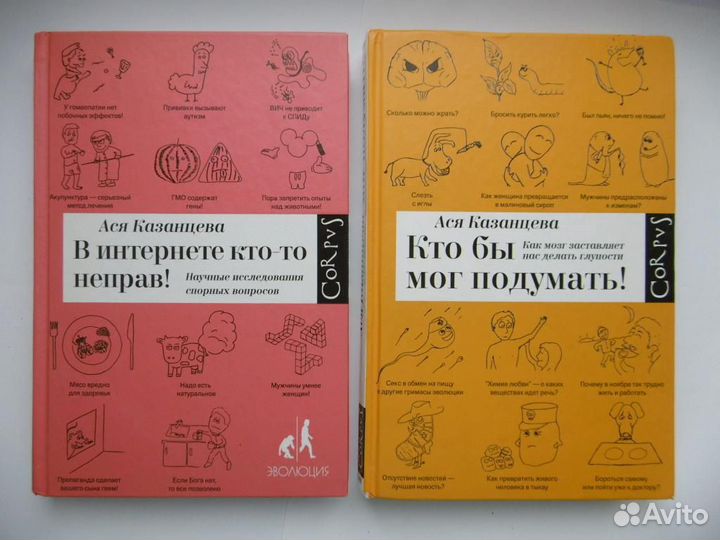 У гомеопатии нет
побочных эффектов!
Прививки вызывают
аутизм
ВИЧ не приводит
к СПИДу
Акупунктура — серьезный
метод лечения
ГМО содержат
гены!
Пора запретить опыты
над животными!
Ася Казанцева
В интернете кто-то
неправ!
Научные исследования
спорных вопросов
CORPVS
Мясо вредно
для здоровья
Надо есть
натуральное
Мужчины умнее
женщин!
Пропаганда сделает
вашего сына геем!
Если Бога нет,
то все позволено
ЭВОЛЮЦИЯ
Сколько можно жрать?
Бросить курить легко?
Был пьян, ничего не помню!
Слезть
с иглы
Как женщина превращается
в малиновый сироп
Мужчины предрасположены
к изменам?
Ася Казанцева
Кто бы
мог подумать!
Как мозг заставляет
нас делать глупости
CORPVS
Секс в обмен на пищу
и другие гримасы эволюции
"Химия любви" — о каких
веществах идет речь?
Почему в ноябре так трудно
жить и работать
Отсутствие новостей —
лучшая новость?
Как превратить живого
человека в тыкву
Бороться самому
или пойти уже к доктору?
Avito